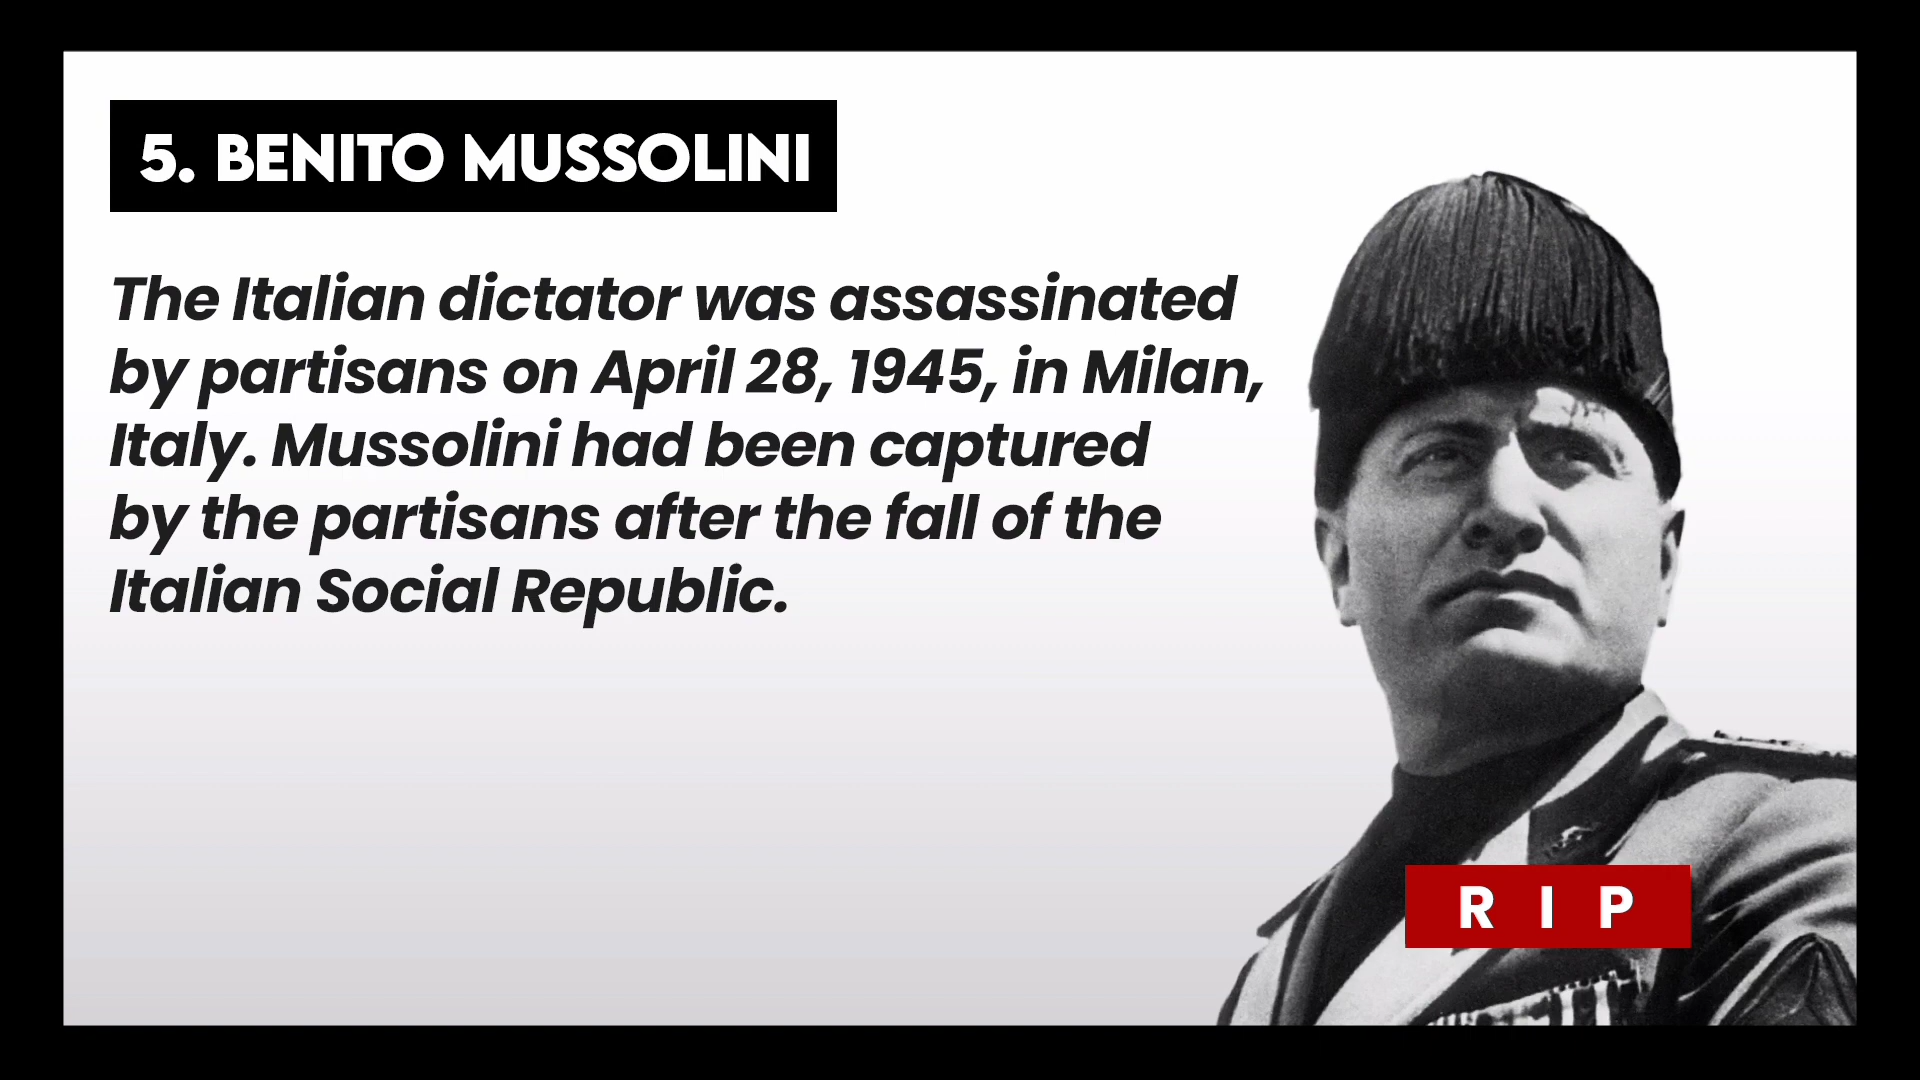 5. BENITO MUSSOLINI
The Italian dictator was assassinated
by partisans on April 28, 1945, in Milan,
Italy. Mussolini had been captured
by the partisans after the fall of the
Italian Social Republic.
R I P